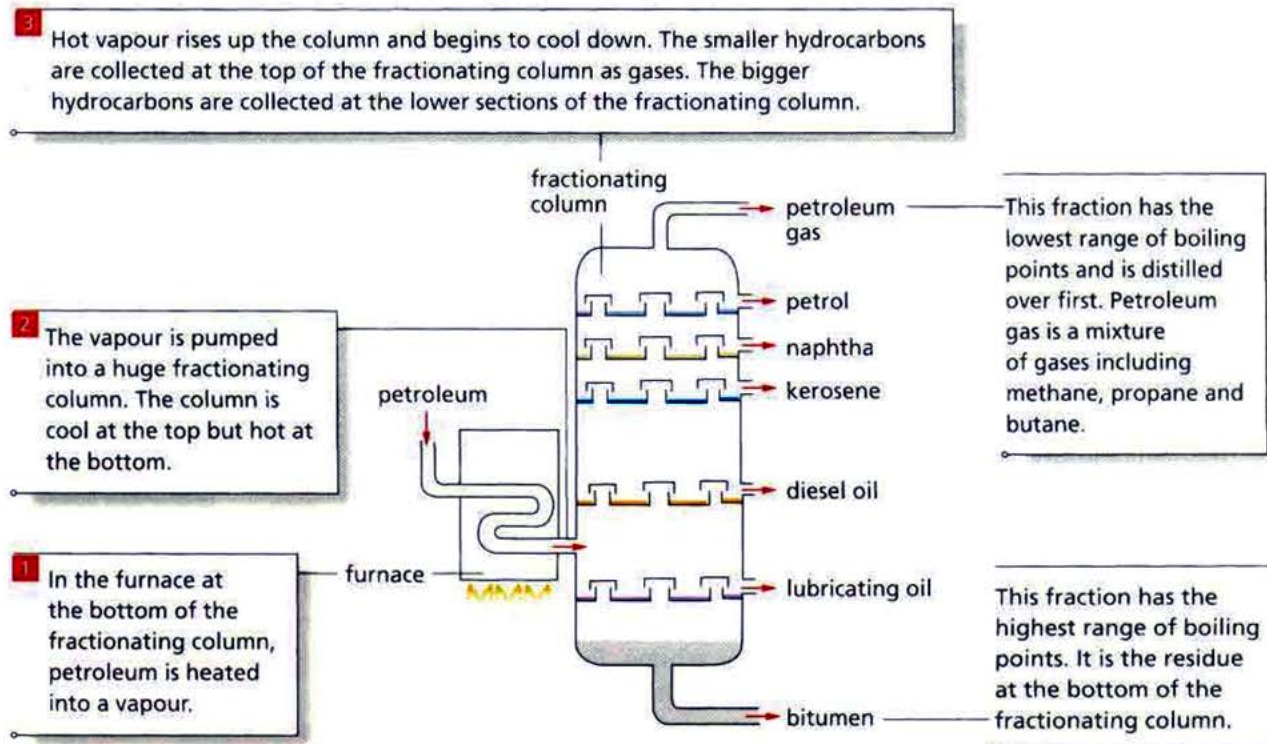 3
Hot vapour rises up the column and begins to cool down. The smaller hydrocarbons
are collected at the top of the fractionating column as gases. The bigger
hydrocarbons are collected at the lower sections of the fractionating column.
fractionating
column
petroleum
gas
This fraction has the
lowest range of boiling
points and is distilled
over first. Petroleum
gas is a mixture
of gases including
methane, propane and
butane.
petrol
naphtha
kerosene
2
The vapour is pumped
into a huge fractionating
column. The column is
cool at the top but hot at
the bottom.
petroleum
diesel oil
1
In the furnace at
the bottom of the
fractionating column,
petroleum is heated
into a vapour.
furnace
lubricating oil
This fraction has the
highest range of boiling
points. It is the residue
at the bottom of the
fractionating column.
bitumen